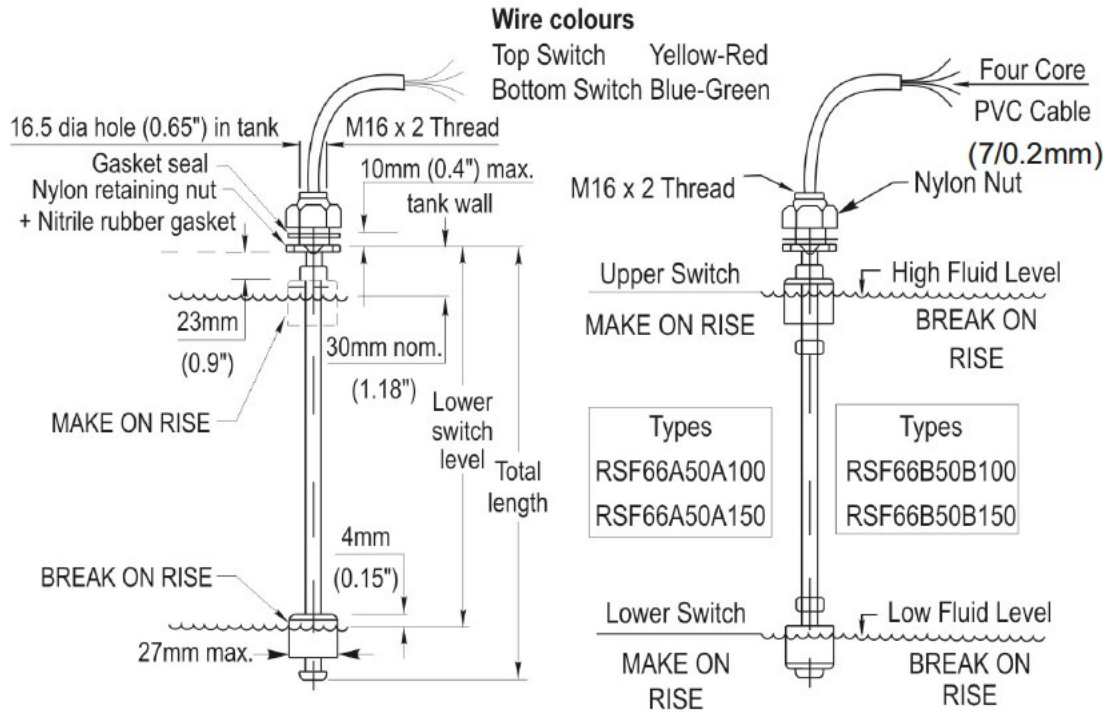 Wire colours
Top Switch Yellow-Red
Bottom Switch Blue-Green
16.5 dia hole (0.65") in tank
M16 x 2 Thread
Gasket seal
Nylon retaining nut
+ Nitrile rubber gasket
10mm (0.4") max.
tank wall
23mm
(0.9")
30mm nom.
(1.18")
MAKE ON RISE
Lower
switch
level
Total
length
4mm
(0.15")
BREAK ON RISE
27mm max.
Four Core
PVC Cable
(7/0.2mm)
M16 x 2 Thread
Nylon Nut
Upper Switch
High Fluid Level
MAKE ON RISE
BREAK ON
RISE
Types
RSF66A50A100
RSF66A50A150
Types
RSF66B50B100
RSF66B50B150
Lower Switch
Low Fluid Level
MAKE ON
RISE
BREAK ON
RISE